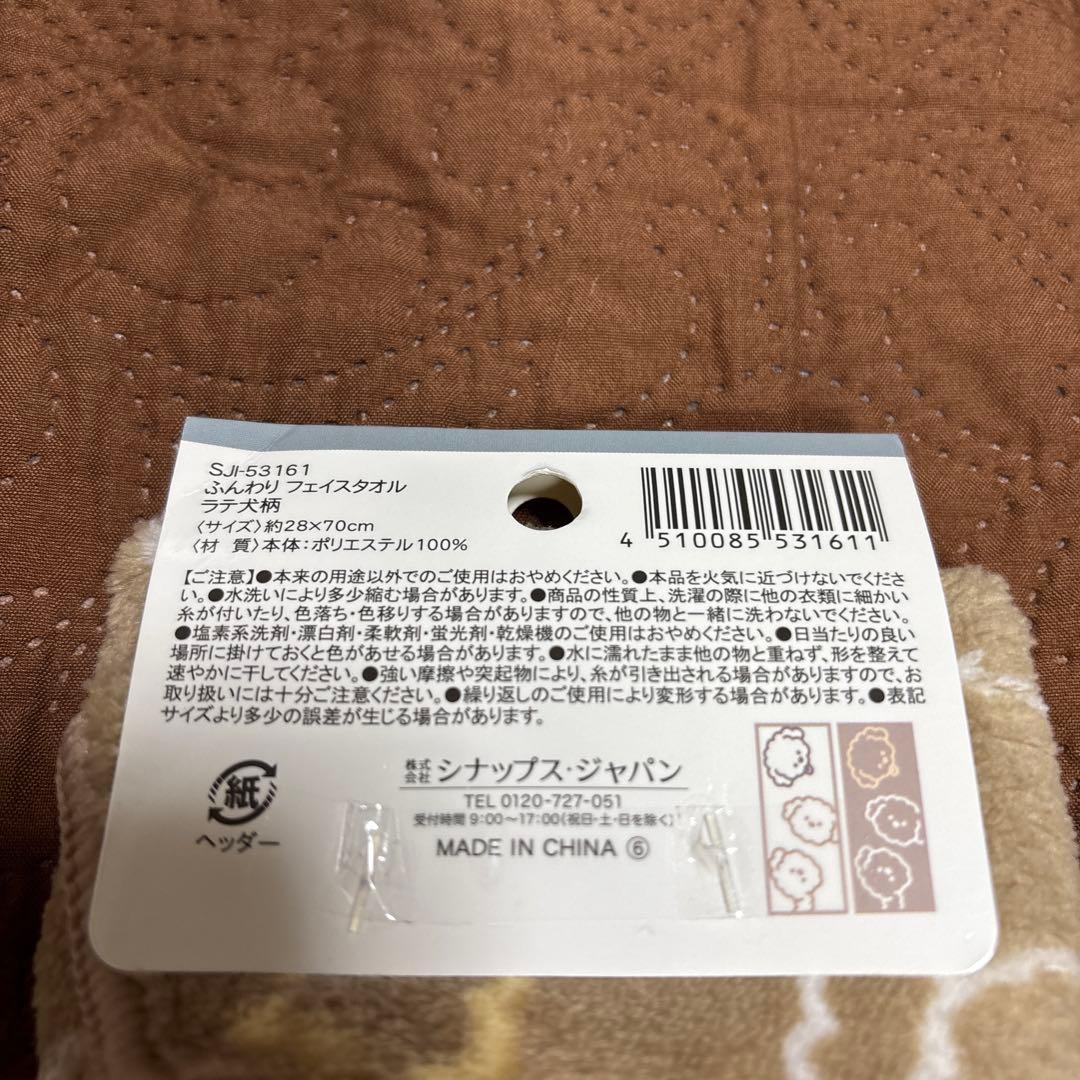 SJI-53161
ふんわり フェイスタオル
ラテ犬柄
〈サイズ〉約28×70cm
〈材 質〉本体：ポリエステル100%
4 510085 531611
【ご注意】●本来の用途以外でのご使用はおやめください。●本品を火気に近づけないでくださ
い。●水洗いにより多少縮む場合があります。●商品の性質上、洗濯の際に他の衣類に細かい
糸が付いたり、色落ち・色移りする場合がありますので、他の物と一緒に洗わないでください。
●塩素系洗剤・漂白剤・柔軟剤・蛍光剤・乾燥機のご使用はおやめください。●日当たりの良い
場所に掛けておくと色があせる場合があります。●水に濡れたまま他の物と重ねず、形を整えて
速やかに干してください。●強い摩擦や突起物により、糸が引き出される場合がありますので、お
取り扱いには十分ご注意ください。●繰り返しのご使用により変形する場合があります。●表記
サイズより多少の誤差が生じる場合があります。
紙
ヘッダー
株式会社 シナップス・ジャパン
TEL 0120-727-051
受付時間 9:00〜17:00(祝日・土・日を除く)
MADE IN CHINA ⑥